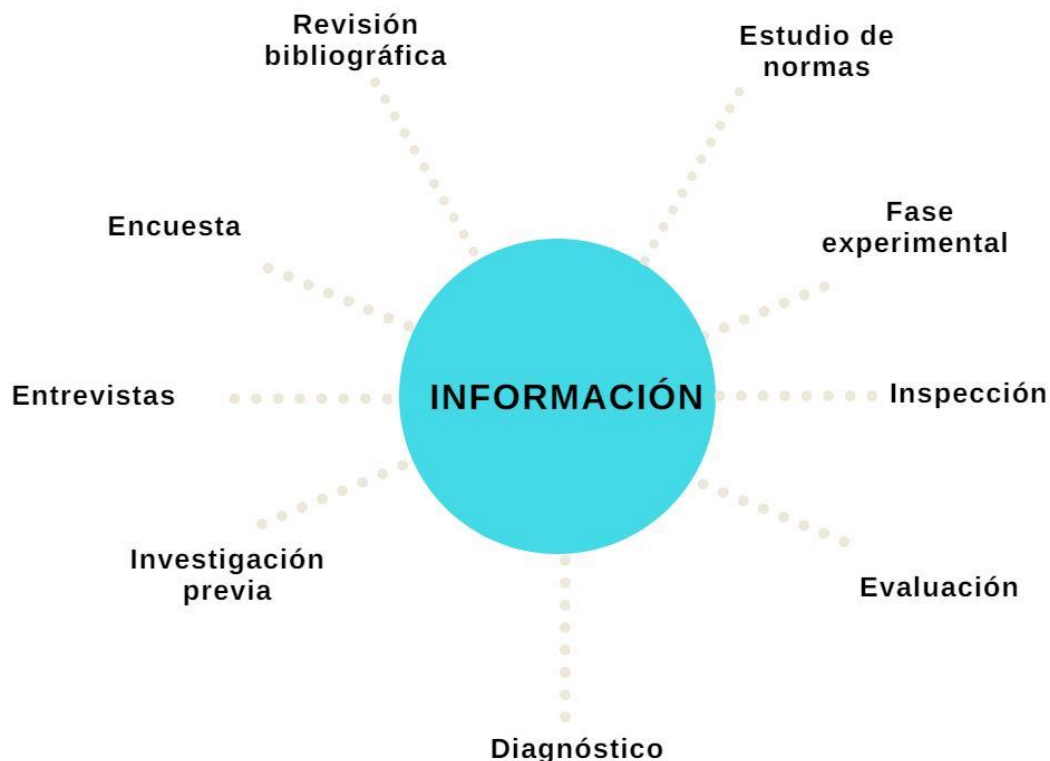 Revisión
bibliográfica
Estudio de
normas
Encuesta
Fase
experimental
Entrevistas
INFORMACIÓN
Inspección
Investigación
previa
Evaluación
Diagnóstico